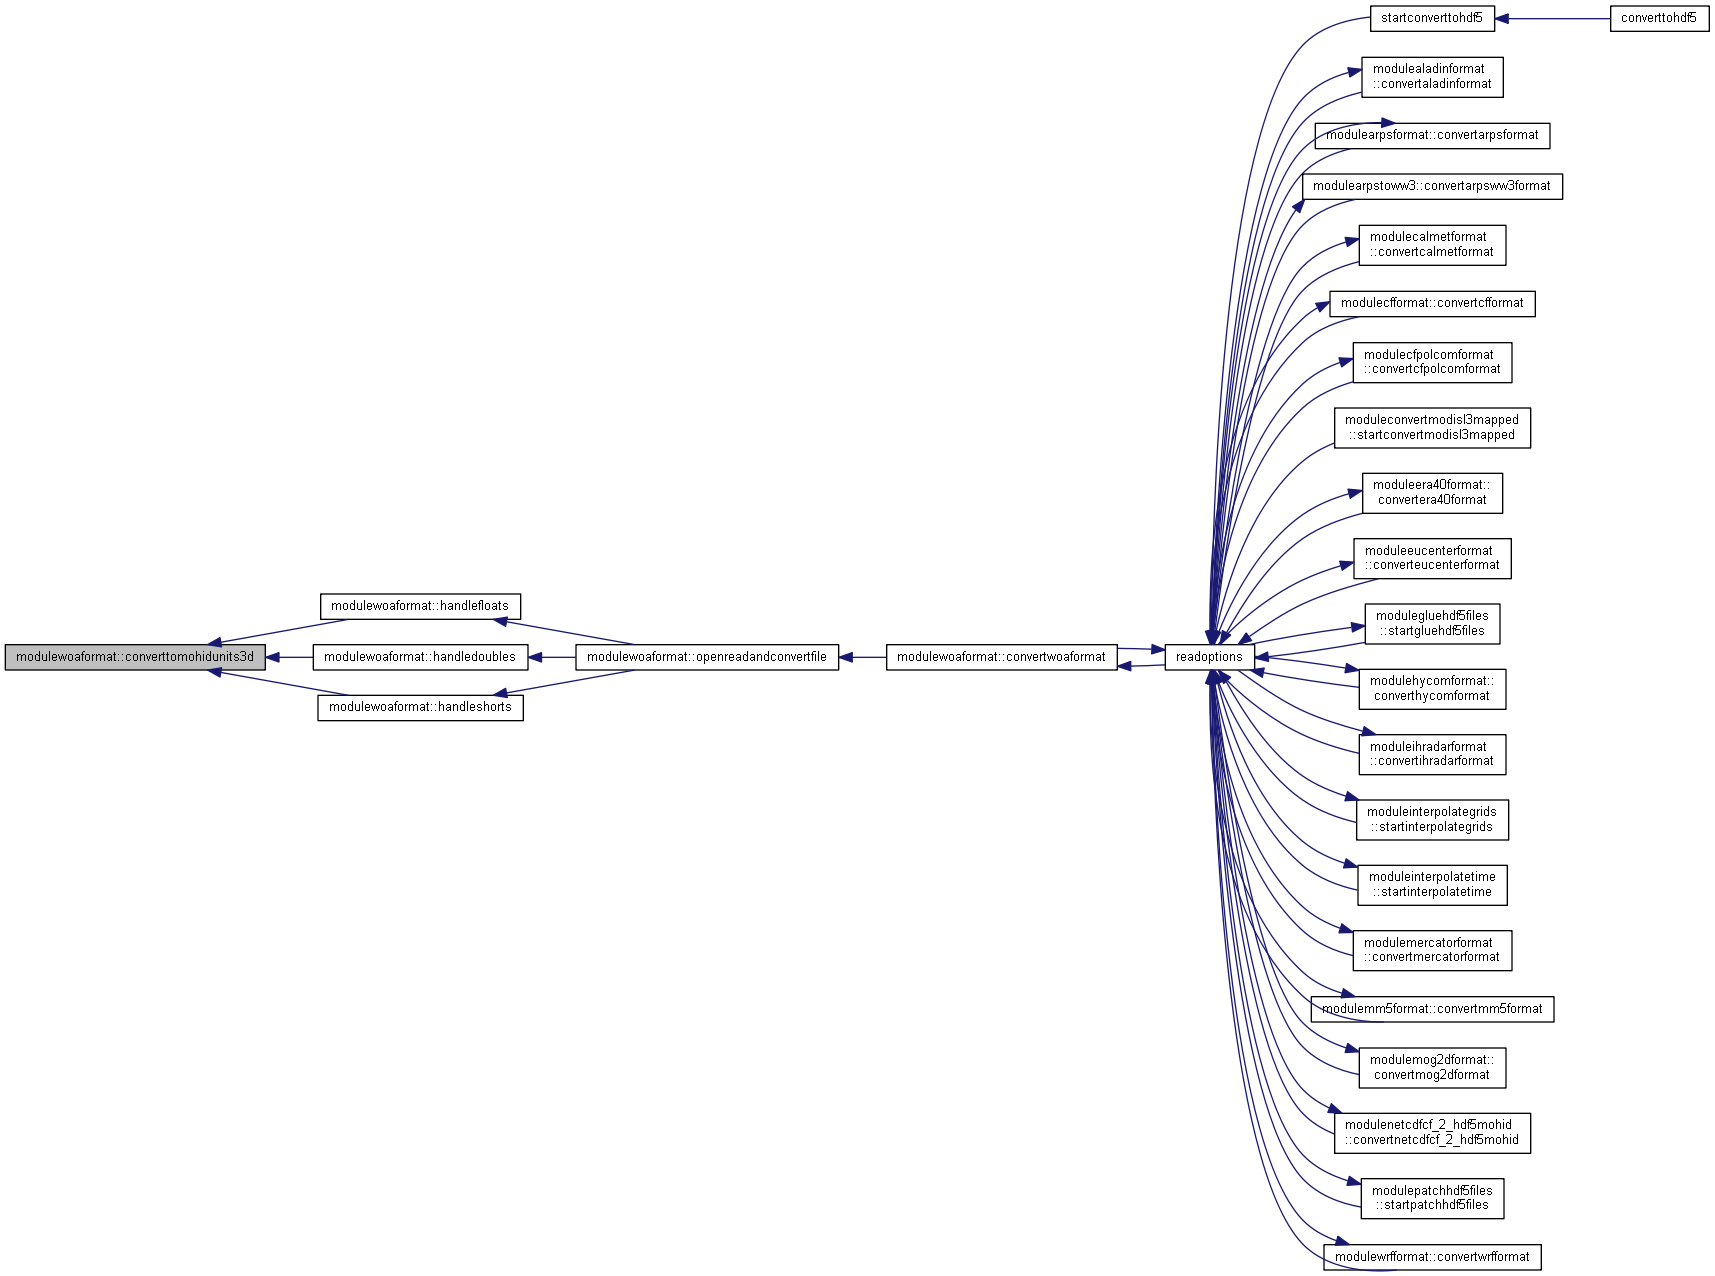 startconverttohdf5
converttohdf5
modulealadinformat
::convertaladinformat
modulearpsformat::convertarpsformat
modulearpstoww3::convertarpsww3format
modulecalmetformat
::convertcalmetformat
modulecfformat::convertcfformat
modulecfpolcomformat
::convertcfpolcomformat
moduleconvertmodisl3mapped
::startconvertmodisl3mapped
moduleera40format::
convertera40format
moduleeucenterformat
::converteucenterformat
modulegluehdf5files
::startgluehdf5files
modulewoaformat::handlefloats
modulewoaformat::converttomohidunits3d
modulewoaformat::handledoubles
modulewoaformat::openreadandconvertfile
modulewoaformat::convertwoaformat
readoptions
modulewoaformat::handleshorts
modulehycomformat::
converthycomformat
moduleihradarformat
::convertihradarformat
moduleinterpolategrids
::startinterpolategrids
moduleinterpolatetime
::startinterpolatetime
modulemercatorformat
::convertmercatorformat
modulemm5format::convertmm5format
modulemog2dformat::
convertmog2dformat
modulenetcdfcf_2_hdf5mohid
::convertnetcdfcf_2_hdf5mohid
modulepatchhdf5files
::startpatchhdf5files
modulewrfformat::convertwrfformat